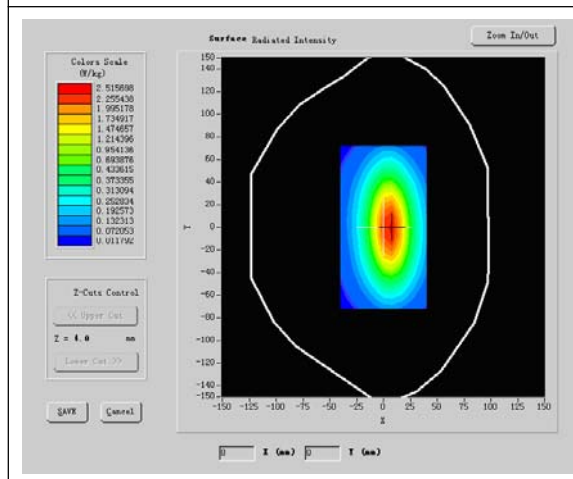 Surface Radiated Intensity
Zoom In/Out
Colors Scale
(W/kg)
2.515698
2.255438
1.995178
1.734917
1.474657
1.214396
0.954136
0.693876
0.433615
0.373355
0.313094
0.252834
0.192573
0.132313
0.072053
0.011792
Z-Cuts Control
<< Upper Cut
Z = 4.0 mm
Lower Cut >>
SAVE Cancel
150
140
120
100
80
60
40
20
Y 0
-20
-40
-60
-80
-100
-120
-140
-150
-150 -125 -100 -75 -50 -25 0 25 50 75 100 125 150
X
0 X (mm) 0 Y (mm)